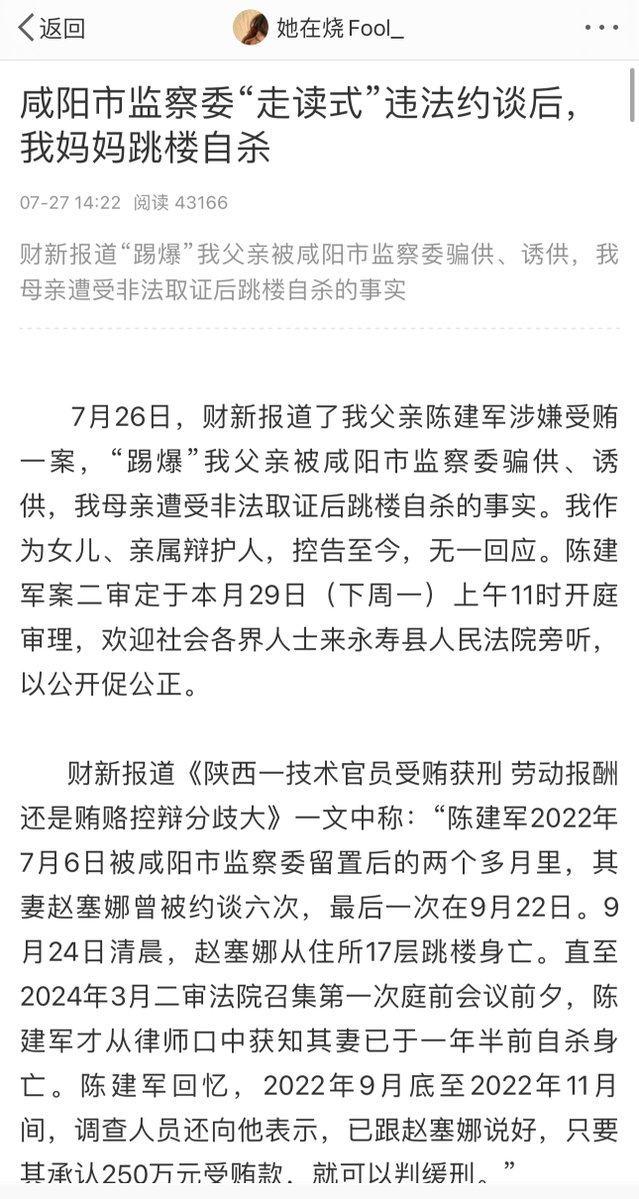 返回
她在烧Fool_
咸阳市监察委“走读式”违法约谈后，
我妈妈跳楼自杀
07-27 14:22 阅读 43166
财新报道“踢爆”我父亲被咸阳市监察委骗供、诱供，我
母亲遭受非法取证后跳楼自杀的事实
7月26日，财新报道了我父亲陈建军涉嫌受贿
一案，“踢爆”我父亲被咸阳市监察委骗供、诱
供，我母亲遭受非法取证后跳楼自杀的事实。我作
为女儿、亲属辩护人，控告至今，无一回应。陈建
军案二审定于本月29日（下周一）上午11时开庭
审理，欢迎社会各界人士来永寿县人民法院旁听，
以公开促公正。
财新报道《陕西一技术官员受贿获刑 劳动报酬
还是贿赂控辩分歧大》一文中称：“陈建军2022年
7月6日被咸阳市监察委留置后的两个多月里，其
妻赵塞娜曾被约谈六次，最后一次在9月22日。9
月24日清晨，赵塞娜从住所17层跳楼身亡。直至
2024年3月二审法院召集第一次庭前会议前夕，陈
建军才从律师口中获知其妻已于一年半前自杀身
亡。陈建军回忆，2022年9月底至2022年11月
间，调查人员还向他表示，已跟赵塞娜说好，只要
其承认250万元受贿款，就可以判缓刑。”